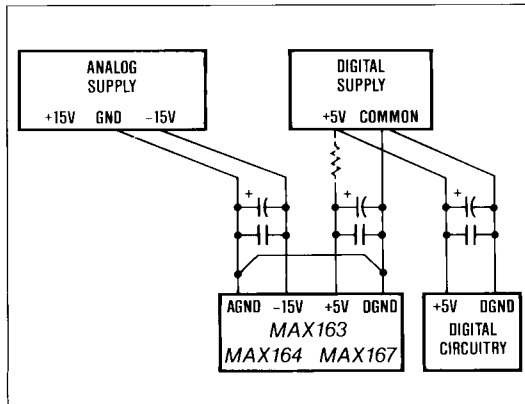 ANALOG
SUPPLY
+15V GND -15V
DIGITAL
SUPPLY
+5V COMMON
+
+
+
AGND -15V +5V DGND
MAX163
MAX164 MAX167
+5V DGND
DIGITAL
CIRCUITRY